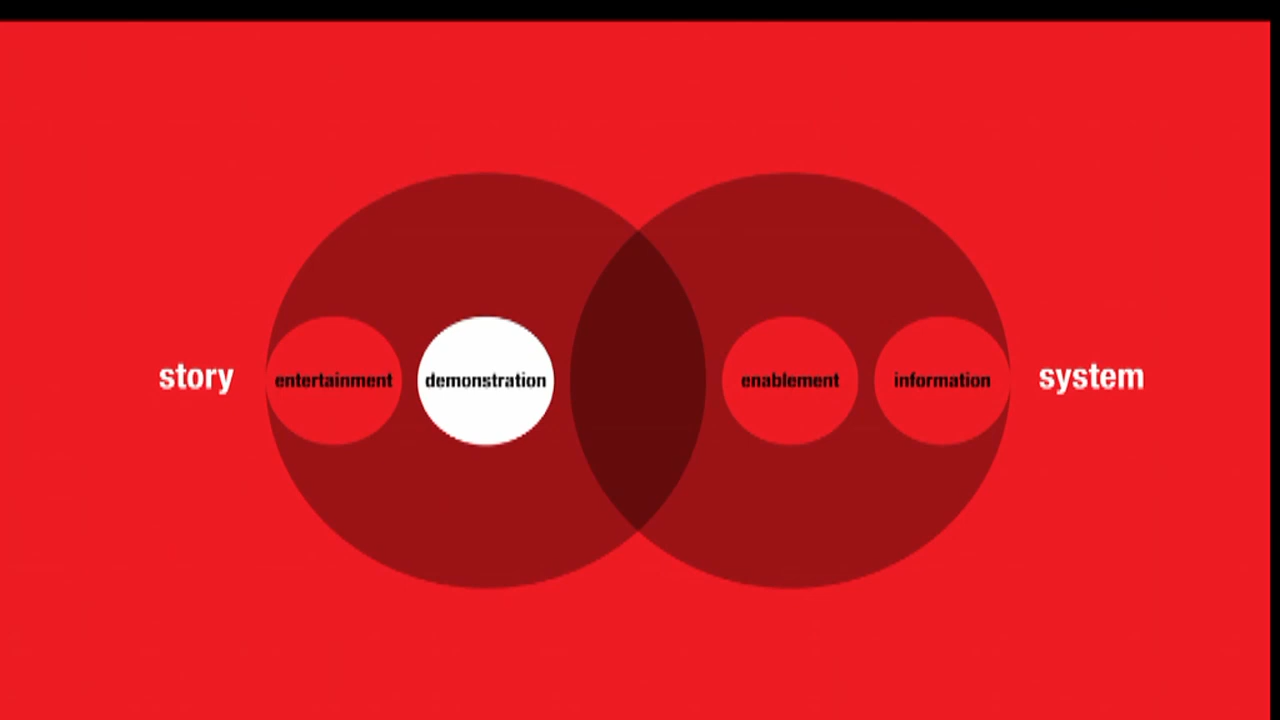 story
entertainment
demonstration
enablement
information
system